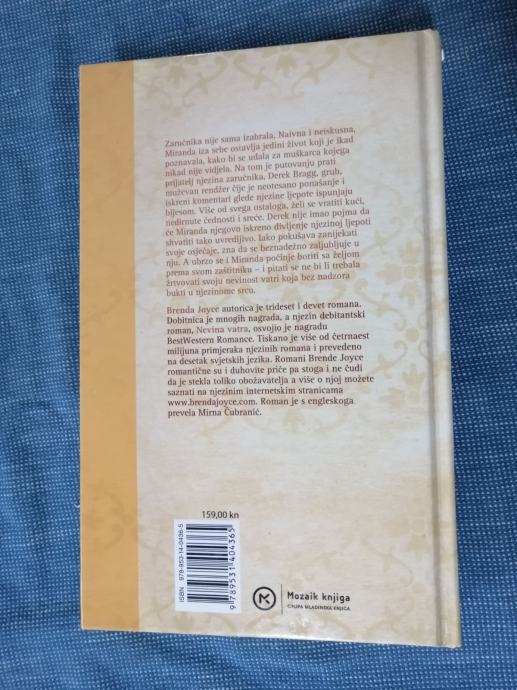 Zaručnika nije sama izabrala. Naivna i neiskusna,
Miranda iza sebe ostavlja jedini život koji je ikad
poznavala, kako bi se udala za muškarca kojega
nikad nije vidjela. Na tom je putovanju prati
prijatelj njezina zaručnika, Derek Bragg, grub,
muževan rendžer čije je neotesano ponašanje i
iskreni komentari glede njezine ljepote ispunjaju
bijesom. Više od svega ostaloga, želi se vratiti kući,
nedirnute čednosti i sreće. Derek nije imao pojma da
će Miranda njegovo iskreno divljenje njezinoj ljepoti
shvatiti tako uvredljivo. Iako pokušava zanijekati
svoje osjećaje, zna da se beznadežno zaljubljuje u
nju. A ubrzo se i Miranda počinje boriti sa željom
prema svom zaštitniku – i pitati se ne bi li trebala
žrtvovati svoju nevinost vatri koja bez nadzora
bukti u njezinome srcu.
Brenda Joyce autorica je trideset i devet romana.
Dobitnica je mnogih nagrada, a njezin debitantski
roman, Nevina vatra, osvojio je nagradu
BestWestern Romance. Tiskano je više od četrnaest
milijuna primjeraka njezinih romana i prevedeno
na desetak svjetskih jezika. Romani Brende Joyce
romantične su i duhovite priče pa stoga i ne čudi
da je stekla toliko obožavatelja a više o njoj možete
saznati na njezinim internetskim stranicama
www.brendajoyce.com. Roman je s engleskoga
prevela Mirna Čubranić.
159,00 kn
ISBN 978-953-14-0436-5
9 789531 404365
Mozaik knjiga
GRUPA MLADINSKA KNJIGA